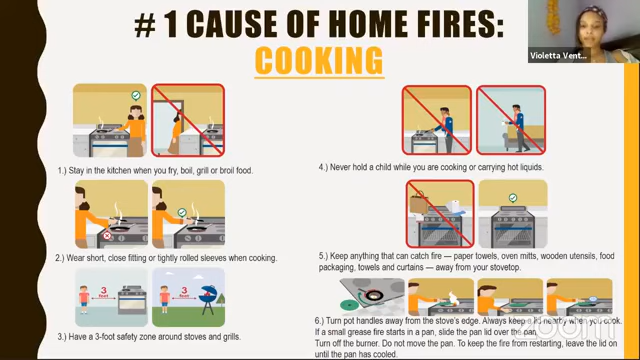 # 1 CAUSE OF HOME FIRES:
COOKING
Violetta Vent...
1.) Stay in the kitchen when you fry, boil, grill or broil food.
2.) Wear short, close fitting or tightly rolled sleeves when cooking.
3
feet
3
feet
3.) Have a 3-foot safety zone around stoves and grills.
4.) Never hold a child while you are cooking or carrying hot liquids.
5.) Keep anything that can catch fire — paper towels, oven mitts, wooden utensils, food
packaging, towels and curtains — away from your stovetop.
6.) Turn pot handles away from the stove's edge. Always keep a lid nearby when you cook.
If a small grease fire starts in a pan, slide the pan lid over the pan.
Turn off the burner. Do not move the pan. To keep the fire from restarting, leave the lid on
until the pan has cooled.
zoom